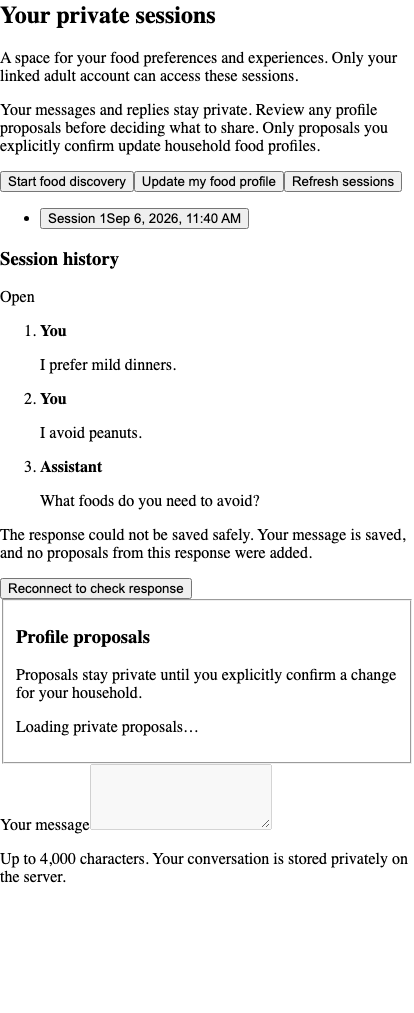 Your private sessions
A space for your food preferences and experiences. Only your
linked adult account can access these sessions.
Your messages and replies stay private. Review any profile
proposals before deciding what to share. Only proposals you
explicitly confirm update household food profiles.
Start food discovery Update my food profile Refresh sessions
• Session 1Sep 6, 2026, 11:40 AM
Session history
Open
1. You
I prefer mild dinners.
2. You
I avoid peanuts.
3. Assistant
What foods do you need to avoid?
The response could not be saved safely. Your message is saved,
and no proposals from this response were added.
Reconnect to check response
Profile proposals
Proposals stay private until you explicitly confirm a change
for your household.
Loading private proposals…
Your message
Up to 4,000 characters. Your conversation is stored privately on
the server.